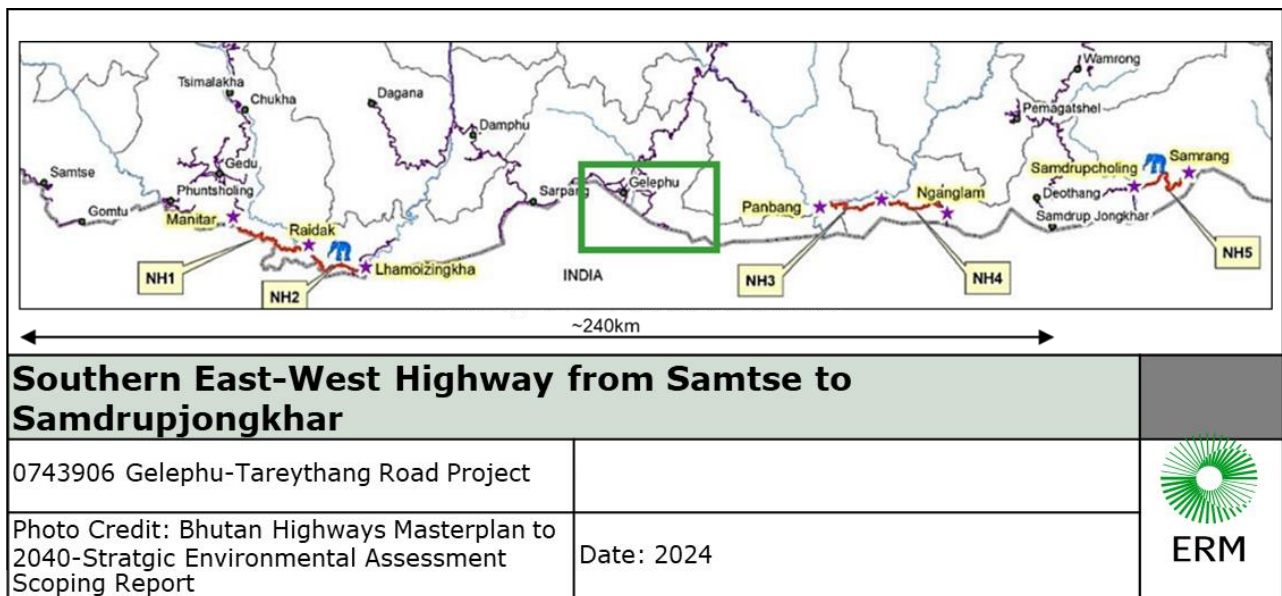 Wamrong
Tsimalakha
Chukha
Dagana
Pemagatshel
Damphu
Gedu
Samtse
Phuntsholing
Gelephu
Samdrupcholing
Samrang
Sarpang
Panbang
Nganglam
Deothang
Gomtu
Manitar
Raidak
Samdrup Jongkhar
Lhamoizingkha
INDIA
NH1
NH2
NH3
NH4
NH5
~240km
Southern East-West Highway from Samtse to
Samdrupjongkhar
0743906 Gelephu-Tareythang Road Project
Photo Credit: Bhutan Highways Masterplan to
2040-Stratgic Environmental Assessment
Scoping Report
Date: 2024
ERM